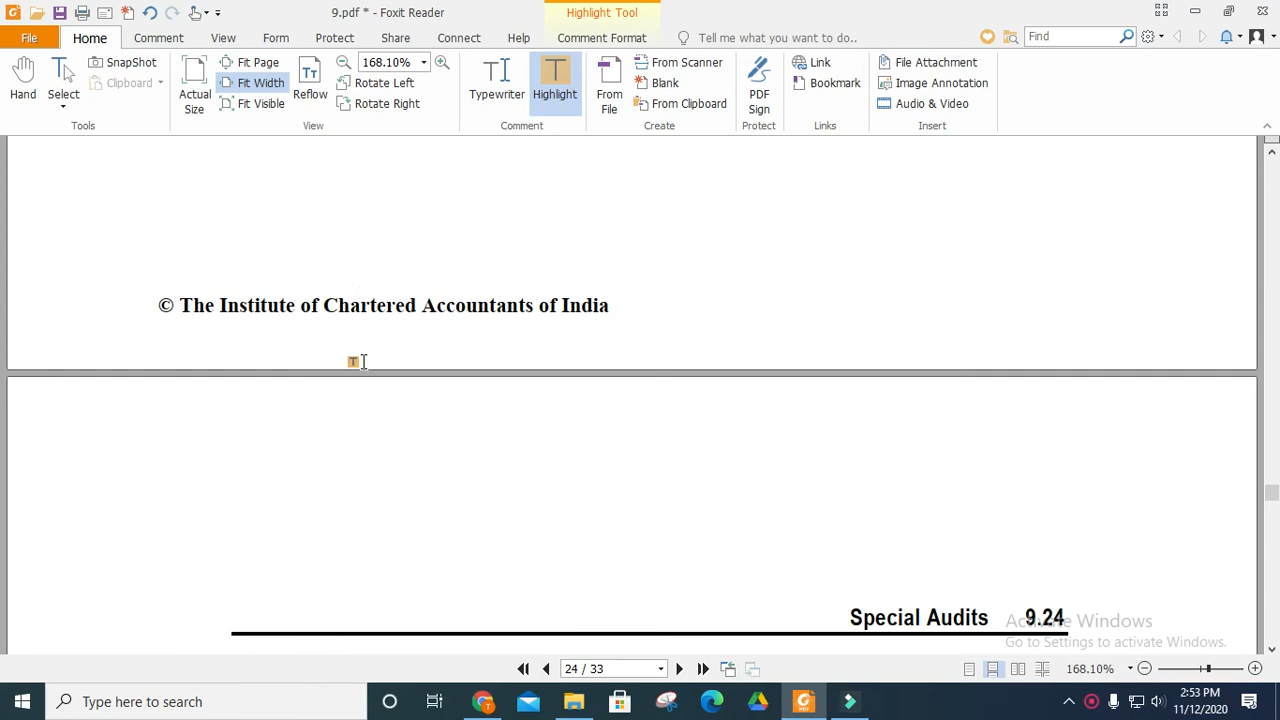 9.pdf * - Foxit Reader
Highlight Tool
File
Home
Comment
View
Form
Protect
Share
Connect
Help
Comment Format
Tell me what you want to do..
Find
Hand
Select
SnapShot
Clipboard
Tools
Actual Size
Fit Page
Fit Width
Fit Visible
Reflow
Rotate Left
Rotate Right
168.10%
View
Typewriter
Highlight
Comment
From File
From Scanner
Blank
From Clipboard
Create
PDF Sign
Protect
Link
Bookmark
Links
File Attachment
Image Annotation
Audio & Video
Insert
© The Institute of Chartered Accountants of India
Special Audits 9.24
Activate Windows
Go to Settings to activate Windows.
24 / 33
168.10%
Type here to search
2:53 PM
11/12/2020